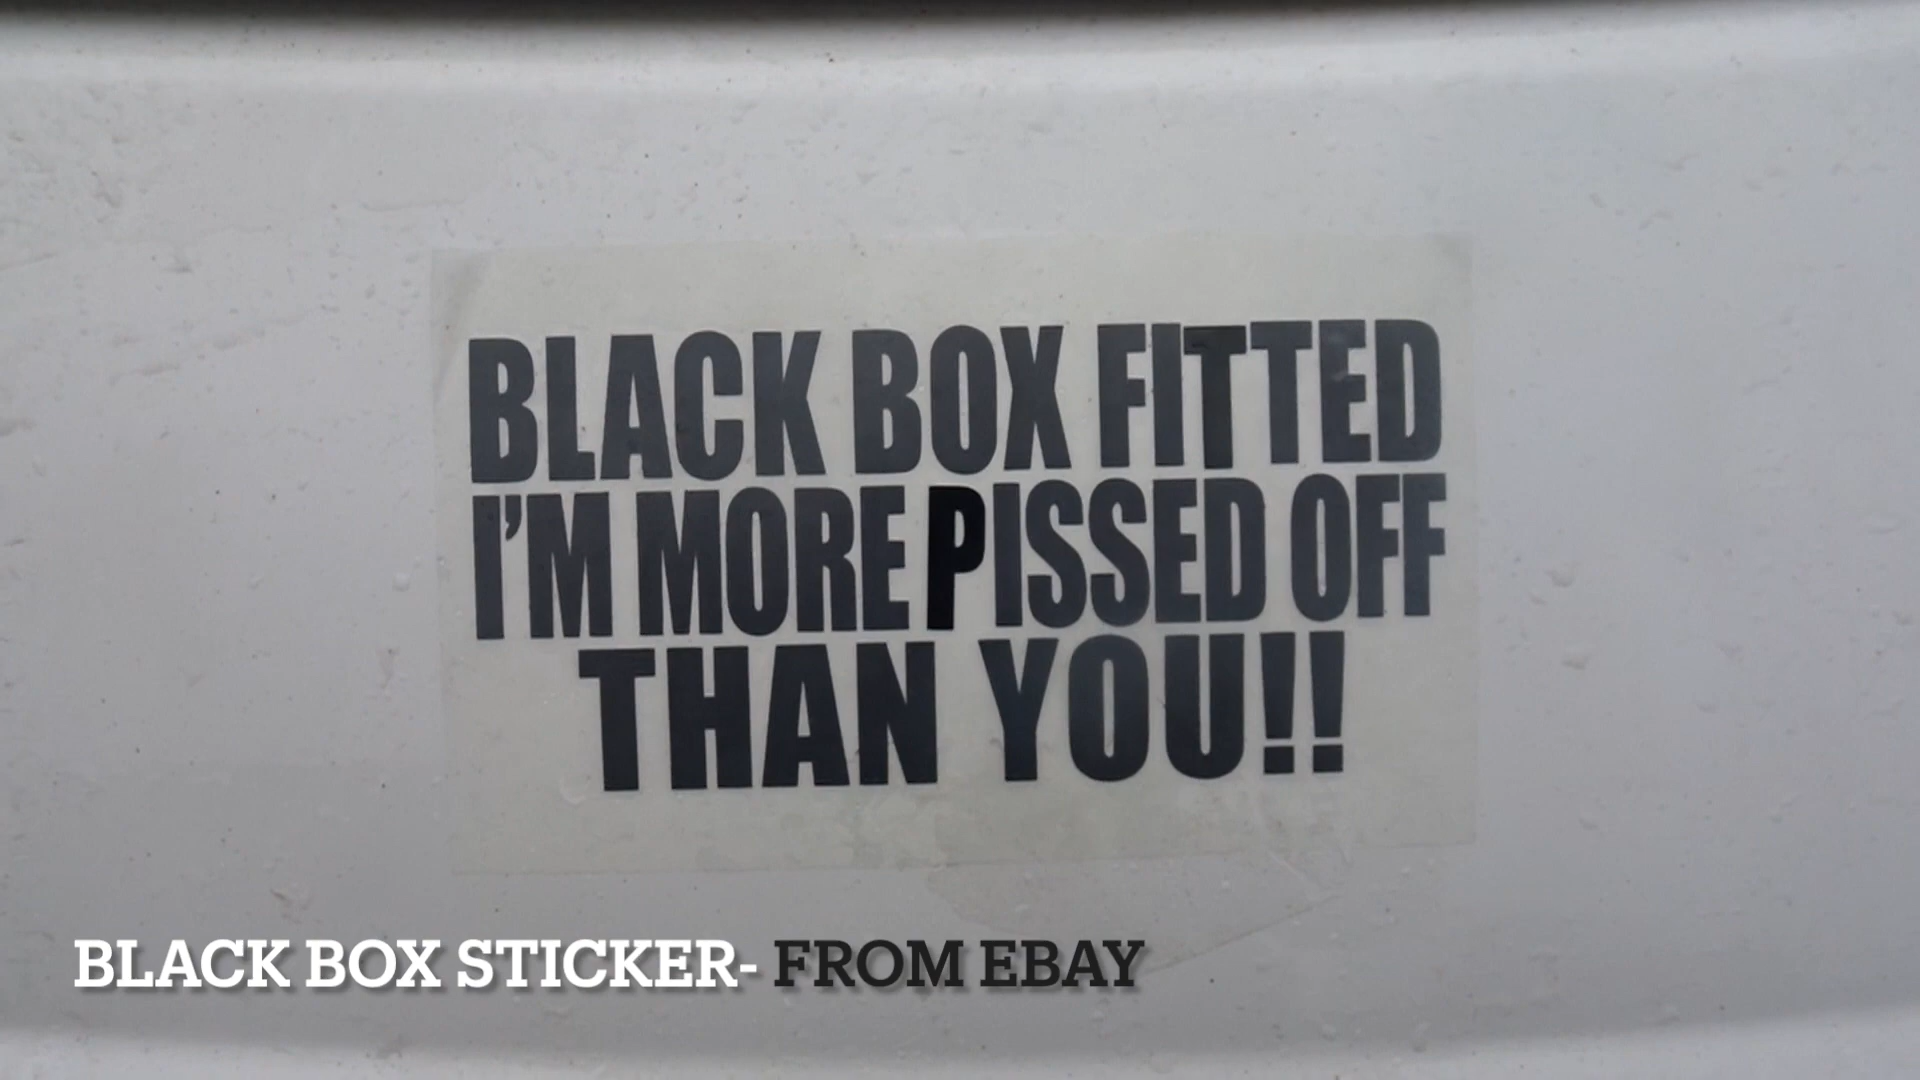 BLACK BOX FITTED
I'M MORE PISSED OFF
THAN YOU!!
BLACK BOX STICKER- FROM EBAY